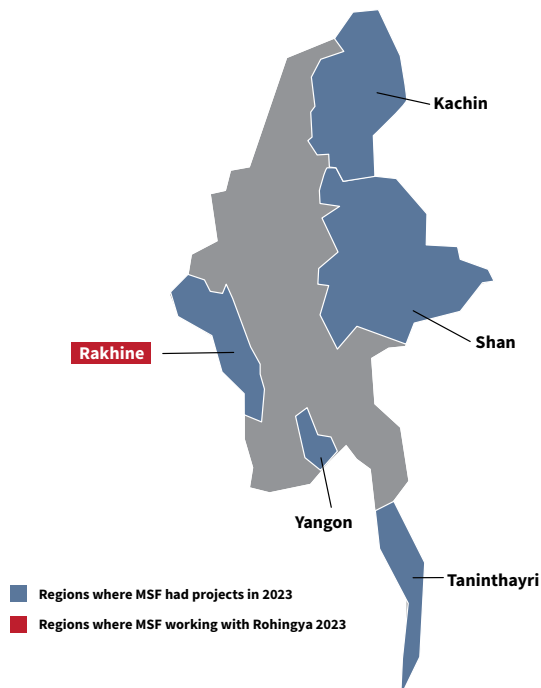 Kachin
Shan
Rakhine
Yangon
Taninthayri
Regions where MSF had projects in 2023
Regions where MSF working with Rohingya 2023